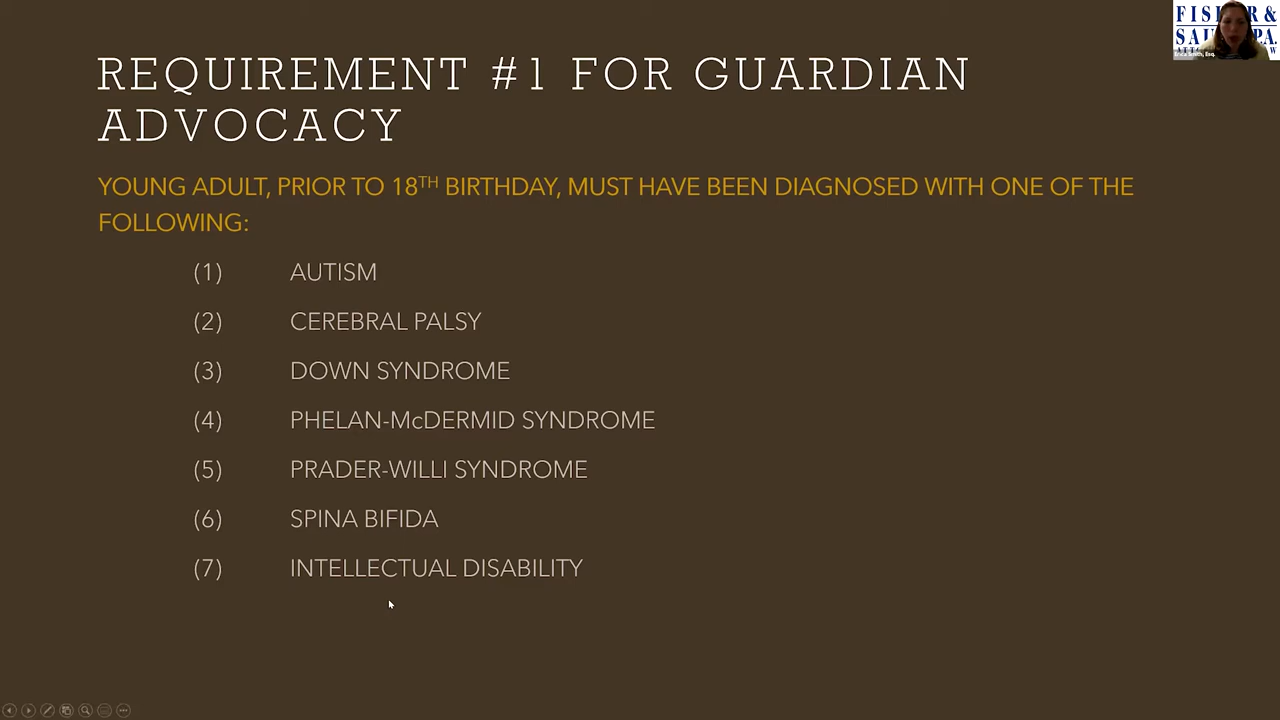 REQUIREMENT #1 FOR GUARDIAN
ADVOCACY
YOUNG ADULT, PRIOR TO 18TH BIRTHDAY, MUST HAVE BEEN DIAGNOSED WITH ONE OF THE
FOLLOWING:
(1) AUTISM
(2) CEREBRAL PALSY
(3) DOWN SYNDROME
(4) PHELAN-McDERMID SYNDROME
(5) PRADER-WILLI SYNDROME
(6) SPINA BIFIDA
(7) INTELLECTUAL DISABILITY